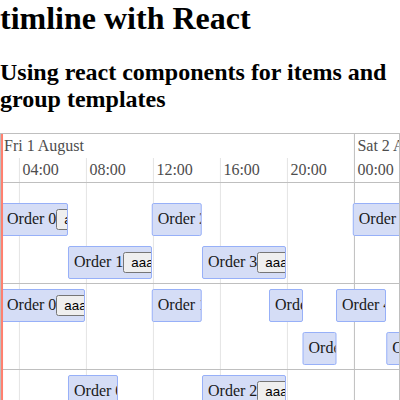 timline with React
Using react components for items and
group templates
Fri 1 August
Sat 2 A
04:00 08:00 12:00 16:00 20:00 00:00
Order 0 a
Order
Order
Order 1 aaa
Order 3 aaa
Order 0 aaa
Order
Orde
Order
Orde
Order
Order 2 aaa